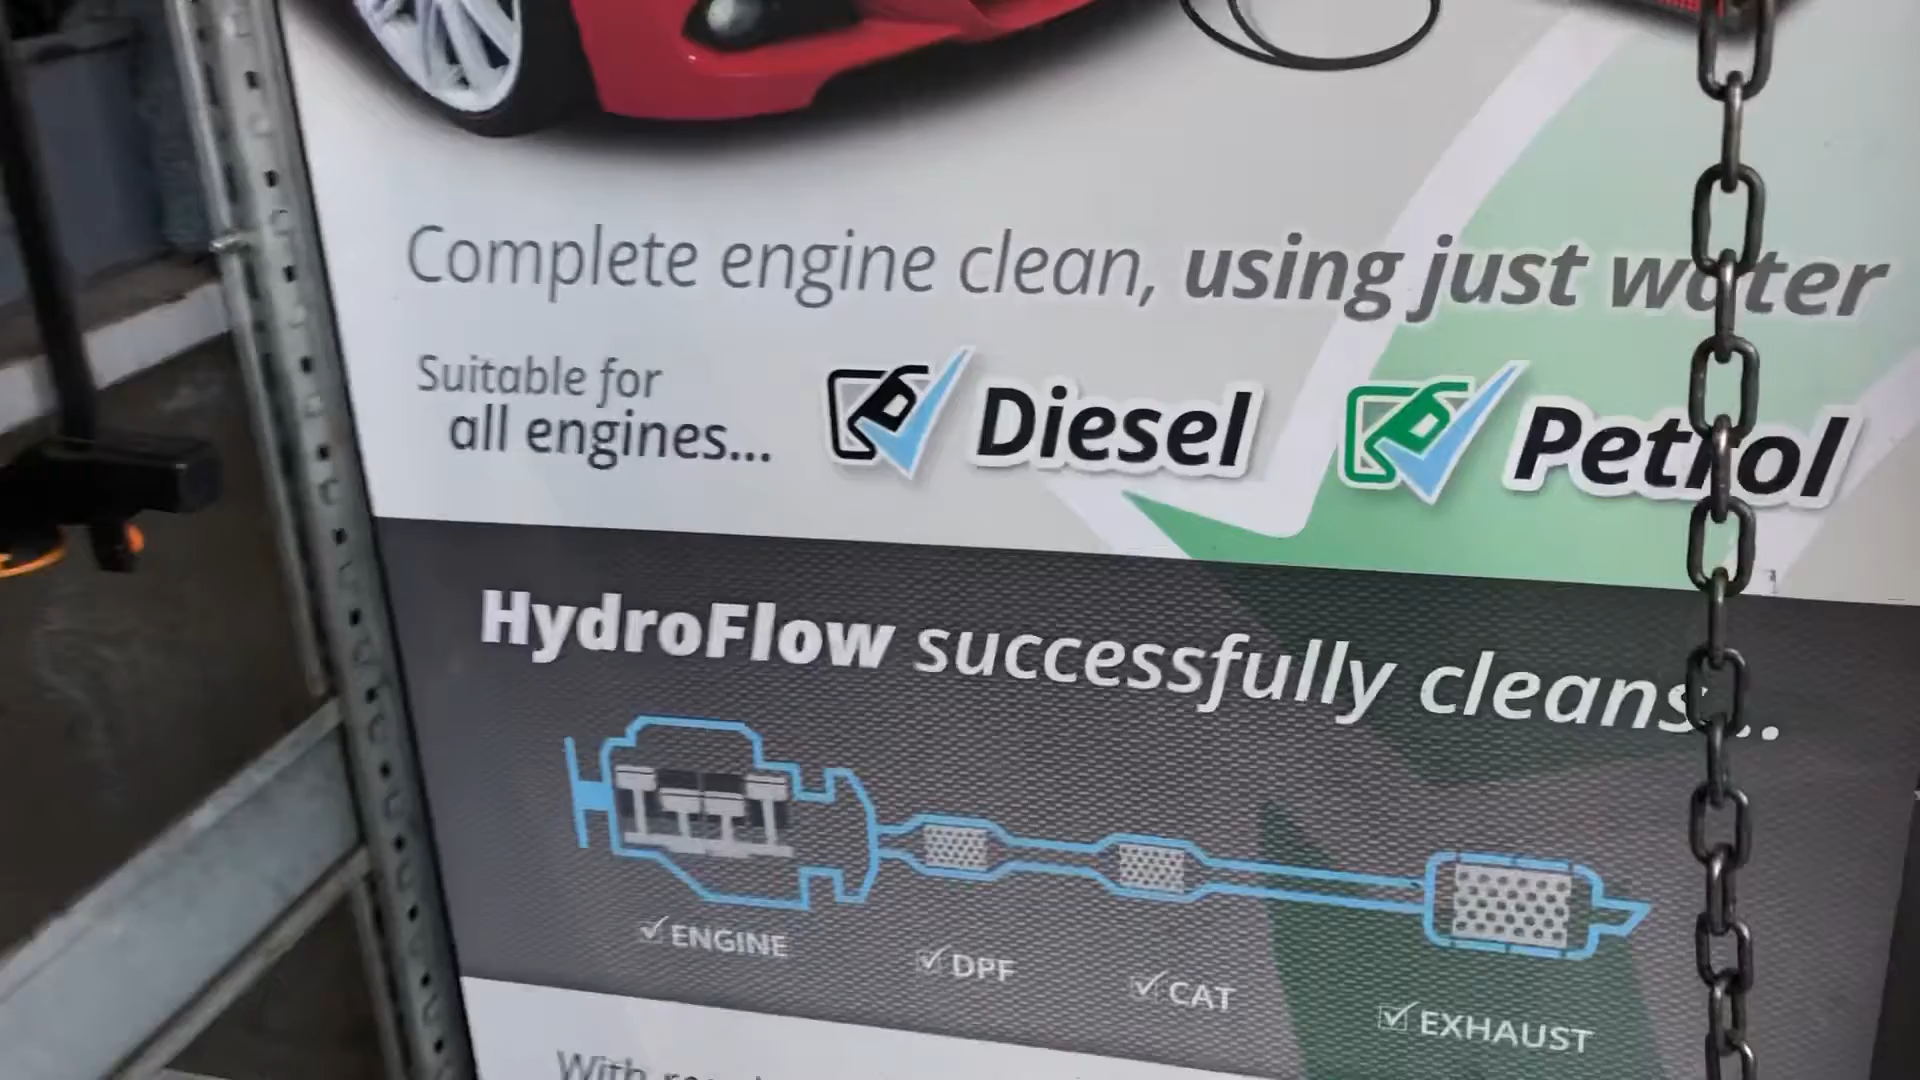 Complete engine clean, using just water
Suitable for
all engines...
Diesel
Petrol
HydroFlow successfully cleans...
ENGINE
DPF
CAT
EXHAUST
With